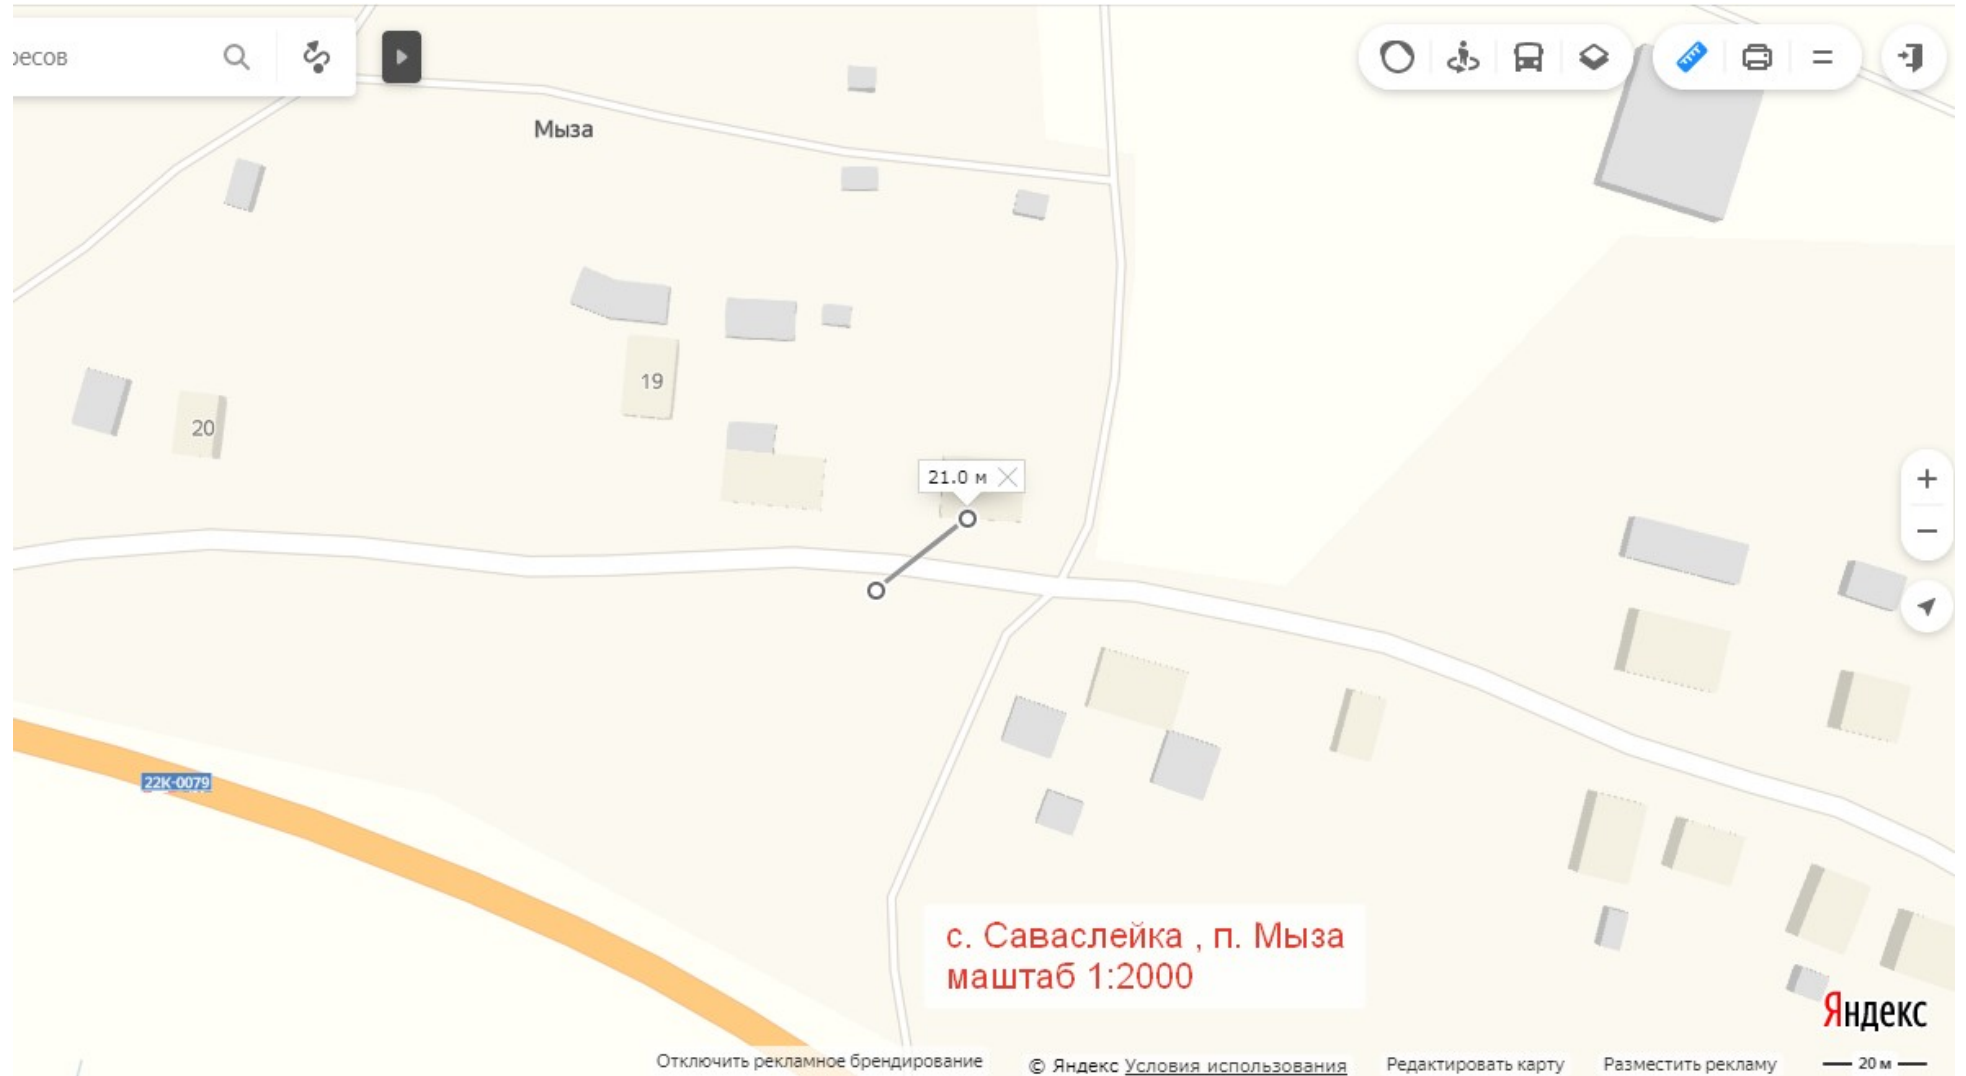 ресов
Мыза
19
20
21.0 м
22К-0079
с. Саваслейка , п. Мыза
маштаб 1:2000
Яндекс
Отключить рекламное брендирование © Яндекс Условия использования Редактировать карту Разместить рекламу 20 м